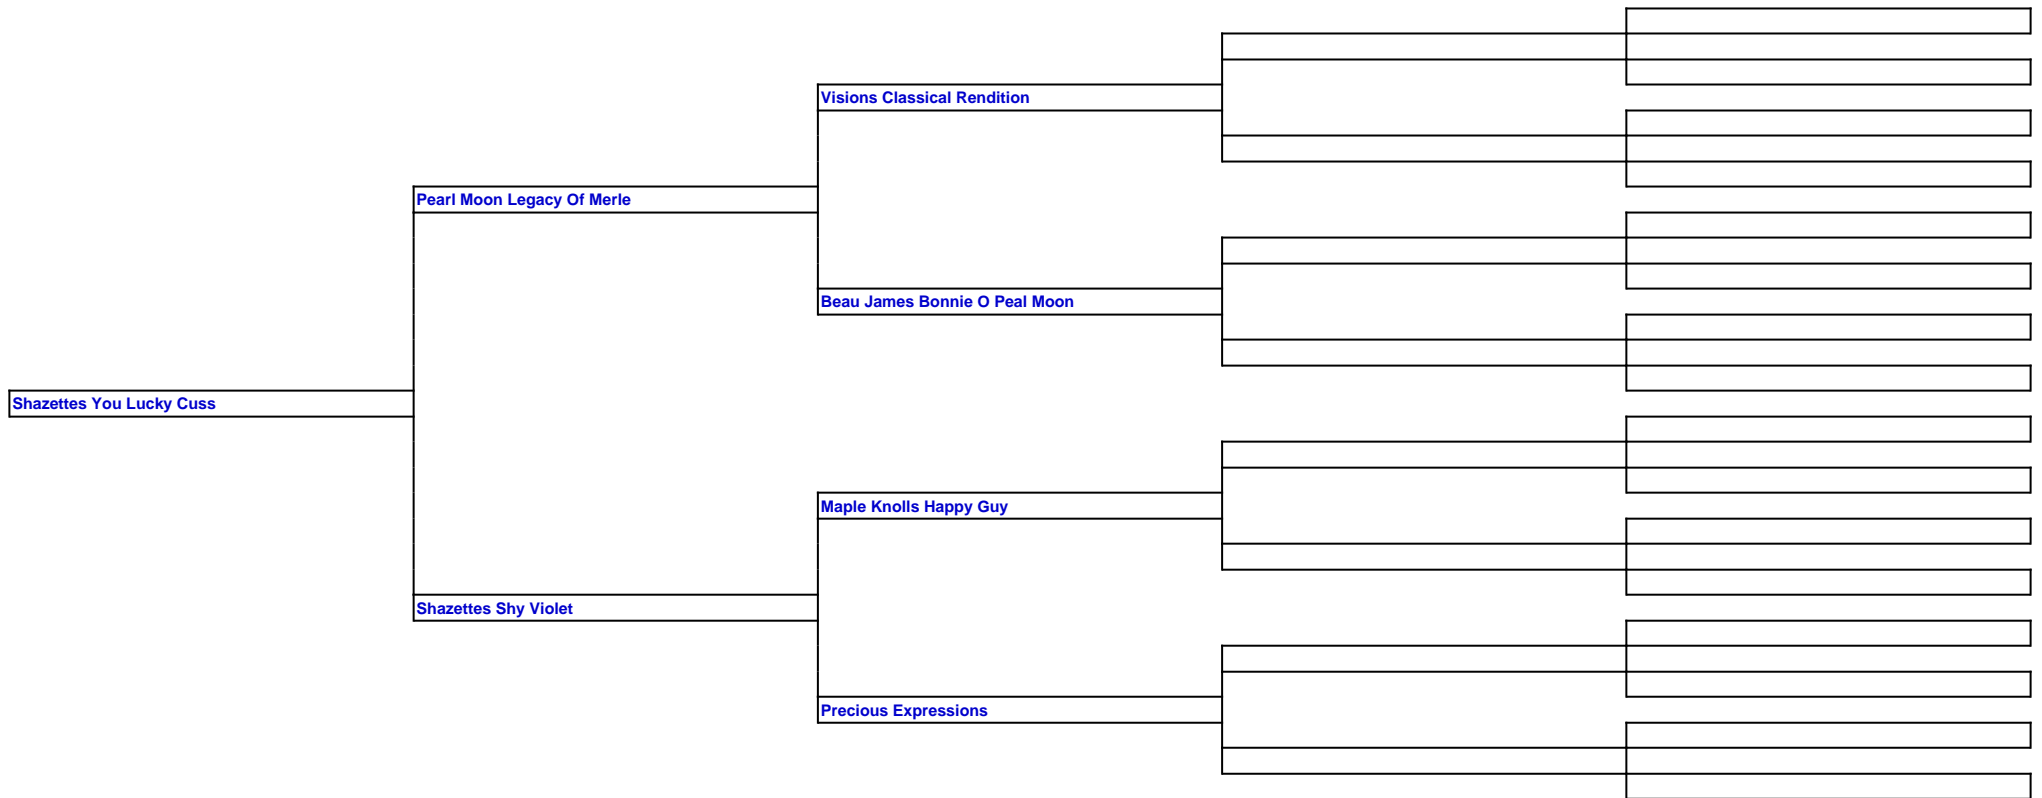 Visions Classical Rendition
Pearl Moon Legacy Of Merle
Beau James Bonnie O Peal Moon
Shazettes You Lucky Cuss
Maple Knolls Happy Guy
Shazettes Shy Violet
Precious Expressions